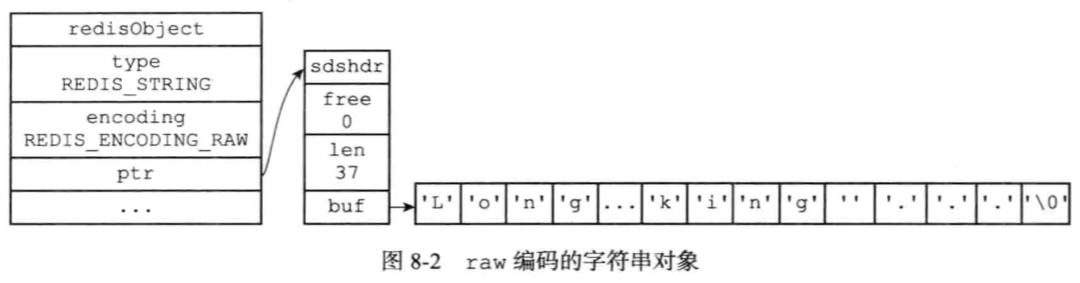 redisObject
type
REDIS_STRING
encoding
REDIS_ENCODING_RAW
ptr
...
sdshdr
free
0
len
37
buf
'L' 'o' 'n' 'g' ... 'k' 'i' 'n' 'g' '' '.' '.' '.' '\0'
图 8-2 raw 编码的字符串对象